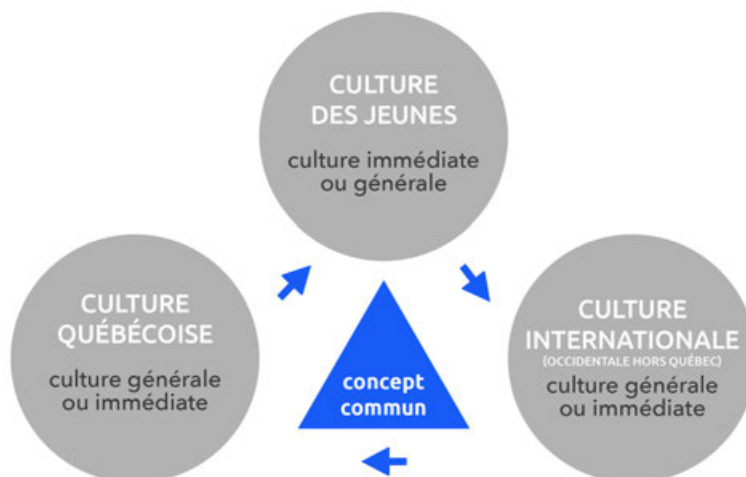 CULTURE
DES JEUNES
culture immédiate
ou générale
CULTURE
QUÉBÉCOISE
culture générale
ou immédiate
concept
commun
CULTURE
INTERNATIONALE
(OCCIDENTALE HORS QUÉBEC)
culture générale
ou immédiate